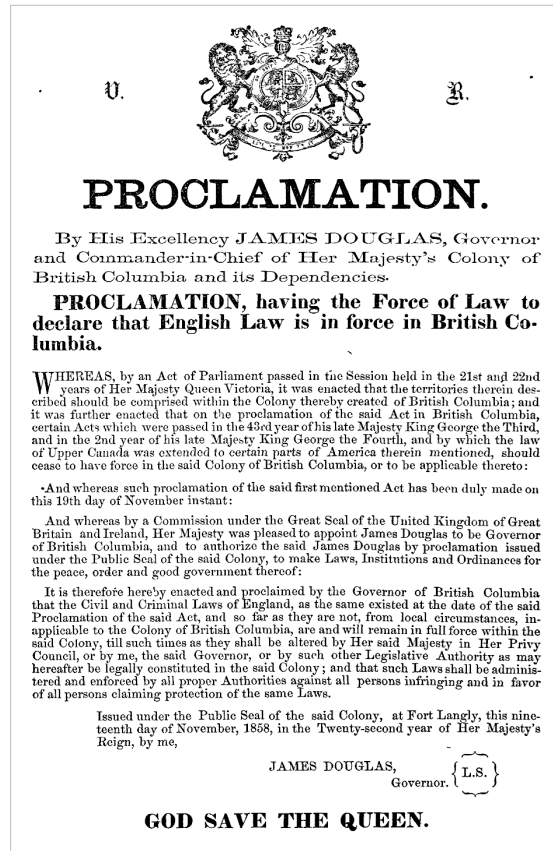 V. R.
PROCLAMATION.
By His Excellency JAMES DOUGLAS, Governor
and Commander-in-Chief of Her Majesty's Colony of
British Columbia and its Dependencies.
PROCLAMATION, having the Force of Law to
declare that English Law is in force in British Co-
lumbia.
WHEREAS, by an Act of Parliament passed in the Session held in the 21st and 22nd
years of Her Majesty Queen Victoria, it was enacted that the territories therein des-
cribed should be comprised within the Colony thereby created of British Columbia; and
it was further enacted that on the proclamation of the said Act in British Columbia,
certain Acts which were passed in the 43rd year of his late Majesty King George the Third,
and in the 2nd year of his late Majesty King George the Fourth, and by which the law
of Upper Canada was extended to certain parts of America therein mentioned, should
cease to have force in the said Colony of British Columbia, or to be applicable thereto:
And whereas such proclamation of the said first mentioned Act has been duly made on
this 19th day of November instant:
And whereas by a Commission under the Great Seal of the United Kingdom of Great
Britain and Ireland, Her Majesty was pleased to appoint James Douglas to be Governor
of British Columbia, and to authorize the said James Douglas by proclamation issued
under the Public Seal of the said Colony, to make Laws, Institutions and Ordinances for
the peace, order and good government thereof:
It is therefore hereby enacted and proclaimed by the Governor of British Columbia
that the Civil and Criminal Laws of England, as the same existed at the date of the said
Proclamation of the said Act, and so far as they are not, from local circumstances, in-
applicable to the Colony of British Columbia, are and will remain in full force within the
said Colony, till such times as they shall be altered by Her said Majesty in Her Privy
Council, or by me, the said Governor, or by such other Legislative Authority as may
hereafter be legally constituted in the said Colony; and that such Laws shall be adminis-
tered and enforced by all proper Authorities against all persons infringing and in favor
of all persons claiming protection of the same Laws.
Issued under the Public Seal of the said Colony, at Fort Langly, this nine-
teenth day of November, 1858, in the Twenty-second year of Her Majesty's
Reign, by me,
JAMES DOUGLAS,
Governor. {L.S.}
GOD SAVE THE QUEEN.